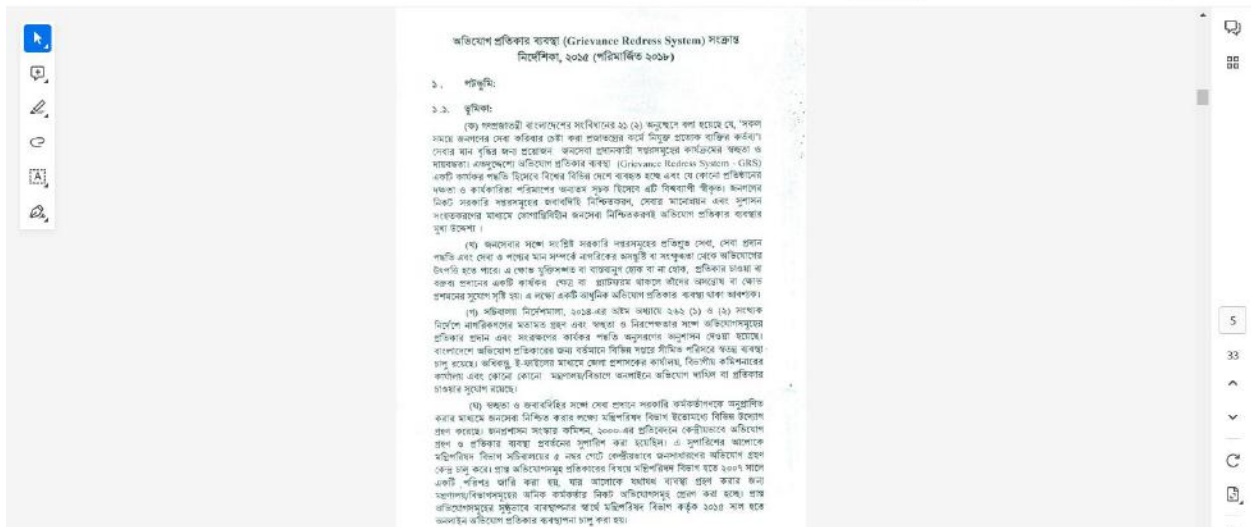 অভিযোগ প্রতিকার ব্যবস্থা (Grievance Redress System) সংক্রান্ত
নির্দেশিকা, ২০১৫ (পরিমার্জিত ২০১৮)
১. পটভূমি:
১.১. ভূমিকা:
(ক) গণপ্রজাতন্ত্রী বাংলাদেশের সংবিধানের ২১ (২) অনুচ্ছেদে বলা হয়েছে যে, 'সকল
সময়ে জনগণের সেবা করিবার চেষ্টা করা প্রজাতন্ত্রের কর্মে নিযুক্ত প্রত্যেক ব্যক্তির কর্তব্য'।
সেবার মান বৃদ্ধির জন্য প্রয়োজন জনসেবা প্রদানকারী দপ্তরসমূহের কার্যক্রমের স্বচ্ছতা ও
দায়বদ্ধতা। এতদুদ্দেশ্যে অভিযোগ প্রতিকার ব্যবস্থা (Grievance Redress System - GRS)
একটি কার্যকর পদ্ধতি হিসেবে বিশ্বের বিভিন্ন দেশে ব্যবহৃত হচ্ছে এবং যে কোনো প্রতিষ্ঠানের
দক্ষতা ও কার্যকারিতা পরিমাপের অন্যতম সূচক হিসেবে এটি বিশ্বব্যাপী স্বীকৃত। জনগণের
নিকট সরকারি দপ্তরসমূহের জবাবদিহি নিশ্চিতকরণ, সেবার মানোন্নয়ন এবং সুশাসন
সংহতকরণের মাধ্যমে ভোগান্তিবিহীন জনসেবা নিশ্চিতকরণই অভিযোগ প্রতিকার ব্যবস্থার
মুখ্য উদ্দেশ্য ।
(খ) জনসেবার সঙ্গে সংশ্লিষ্ট সরকারি দপ্তরসমূহের প্রতিশ্রুত সেবা, সেবা প্রদান
পদ্ধতি এবং সেবা ও পণ্যের মান সম্পর্কে নাগরিকের অসন্তুষ্টি বা সংক্ষুব্ধতা থেকে অভিযোগের
উৎপত্তি হতে পারে। এ ক্ষোভ যুক্তিসঙ্গত বা বাস্তবানুগ হোক বা না হোক, প্রতিকার চাওয়া বা
বক্তব্য প্রদানের একটি কার্যকর ক্ষেত্র বা প্ল্যাটফরম থাকলে তাঁদের অসন্তোষ বা ক্ষোভ
প্রশমনের সুযোগ সৃষ্টি হয়। এ লক্ষ্যে একটি আধুনিক অভিযোগ প্রতিকার ব্যবস্থা থাকা আবশ্যক।
(গ) সচিবালয় নির্দেশমালা, ২০১৪-এর অষ্টম অধ্যায়ে ২৬২ (১) ও (২) সংখ্যক
নির্দেশে নাগরিকগণের মতামত গ্রহণ এবং স্বচ্ছতা ও নিরপেক্ষতার সঙ্গে অভিযোগসমূহের
প্রতিকার প্রদান এবং সংরক্ষণের কার্যকর পদ্ধতি অনুসরণের অনুশাসন দেওয়া হয়েছে।
বাংলাদেশে অভিযোগ প্রতিকারের জন্য বর্তমানে বিভিন্ন দপ্তরে সীমিত পরিসরে স্বতন্ত্র ব্যবস্থা
চালু রয়েছে। অধিকন্তু, ই-ফাইলের মাধ্যমে জেলা প্রশাসকের কার্যালয়, বিভাগীয় কমিশনারের
কার্যালয় এবং কোনো কোনো মন্ত্রণালয়/বিভাগে অনলাইনে অভিযোগ দাখিল বা প্রতিকার
চাওয়ার সুযোগ রয়েছে।
(ঘ) স্বচ্ছতা ও জবাবদিহির সঙ্গে সেবা প্রদানে সরকারি কর্মকর্তাগণকে অনুপ্রাণিত
করার মাধ্যমে জনসেবা নিশ্চিত করার লক্ষ্যে মন্ত্রিপরিষদ বিভাগ ইতোমধ্যে বিভিন্ন উদ্যোগ
গ্রহণ করেছে। জনপ্রশাসন সংস্কার কমিশন, ২০০০-এর প্রতিবেদনে কেন্দ্রীয়ভাবে অভিযোগ
গ্রহণ ও প্রতিকার ব্যবস্থা প্রবর্তনের সুপারিশ করা হয়েছিল। এ সুপারিশের আলোকে
মন্ত্রিপরিষদ বিভাগ সচিবালয়ের ৫ নম্বর গেটে কেন্দ্রীয়ভাবে জনসাধারণের অভিযোগ গ্রহণ
কেন্দ্র চালু করে। প্রাপ্ত অভিযোগসমূহ প্রতিকারের বিষয়ে মন্ত্রিপরিষদ বিভাগ হতে ২০০৭ সালে
একটি পরিপত্র জারি করা হয়, যার আলোকে যথাযথ ব্যবস্থা গ্রহণ করার জন্য
মন্ত্রণালয়/বিভাগসমূহের অনিক কর্মকর্তার নিকট অভিযোগসমূহ প্রেরণ করা হচ্ছে। প্রাপ্ত
অভিযোগসমূহের সুষ্ঠুভাবে ব্যবস্থাপনার স্বার্থে মন্ত্রিপরিষদ বিভাগ কর্তৃক ২০১৫ সাল হতে
অনলাইন অভিযোগ প্রতিকার ব্যবস্থাপনা চালু করা হয়।
5
33